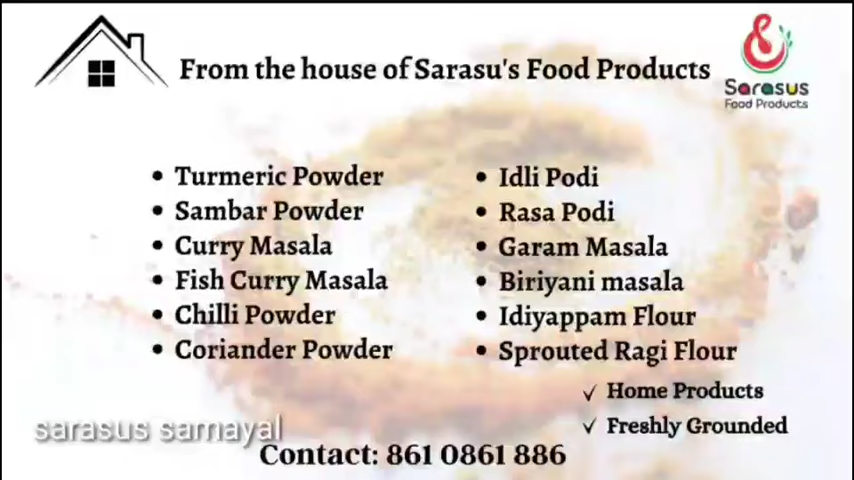 From the house of Sarasu's Food Products
Sarasus
Food Products
• Turmeric Powder
• Sambar Powder
• Curry Masala
• Fish Curry Masala
• Chilli Powder
• Coriander Powder
• Idli Podi
• Rasa Podi
• Garam Masala
• Biriyani masala
• Idiyappam Flour
• Sprouted Ragi Flour
✓ Home Products
✓ Freshly Grounded
sarasus samayal
Contact: 861 0861 886